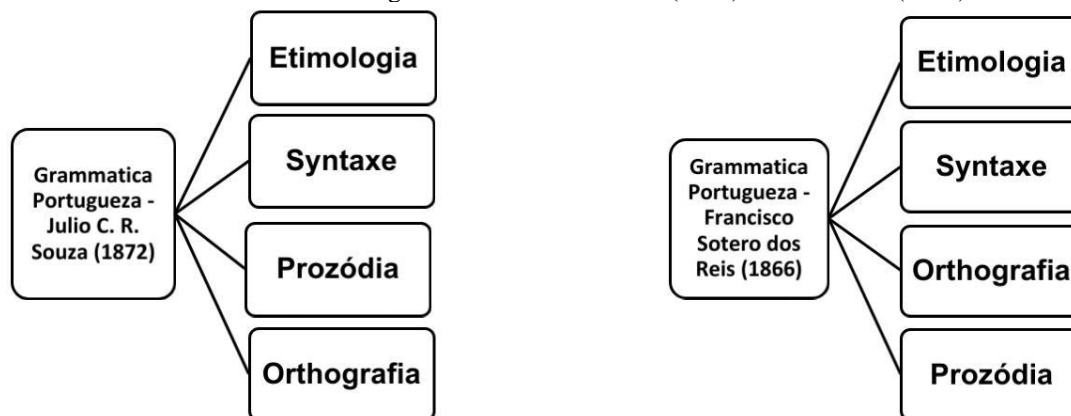 Grammatica
Portugueza -
Julio C. R.
Souza (1872)
Etimologia
Syntaxe
Prozódia
Orthografia
Grammatica
Portugueza -
Francisco
Sotero dos
Reis (1866)
Etimologia
Syntaxe
Orthografia
Prozódia